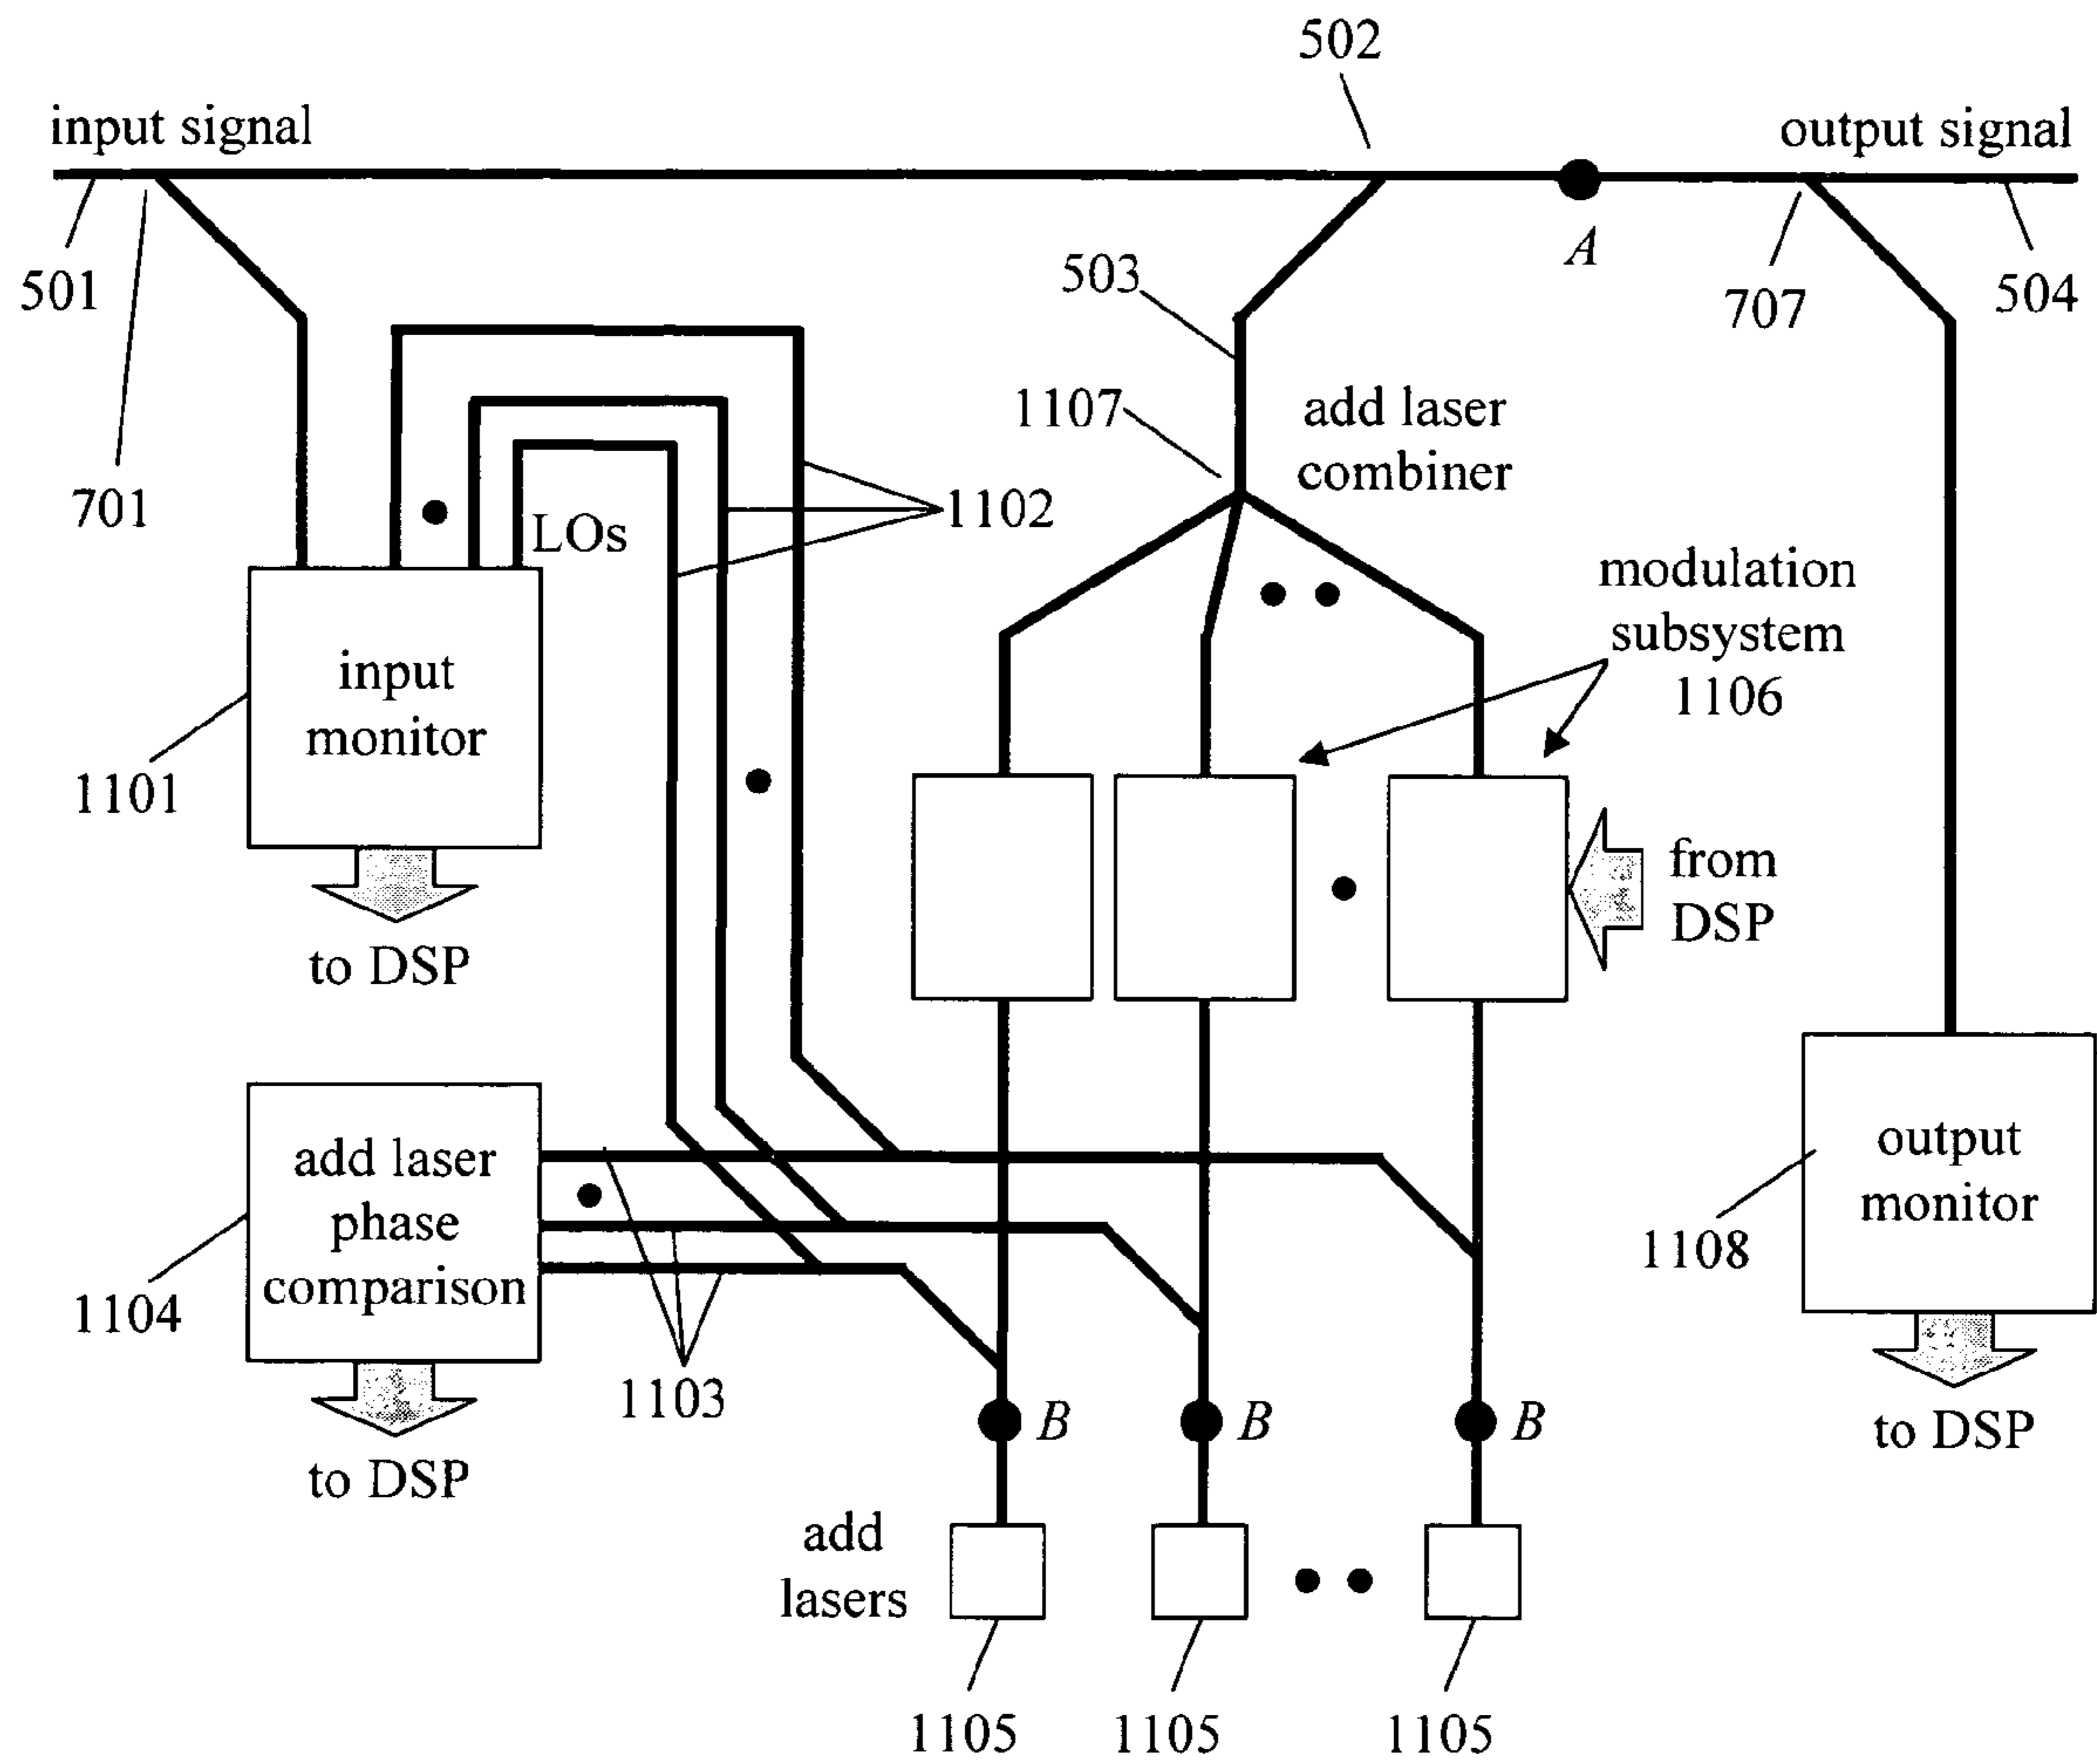 502
input signal
output signal
501
A
503
707
504
701
1107
add laser
combiner
LOs
1102
modulation
subsystem
1106
input
monitor
1101
from
DSP
to DSP
add laser
phase
comparison
1104
1103
output
monitor
1108
to DSP
B
B
B
to DSP
add
lasers
1105
1105
1105